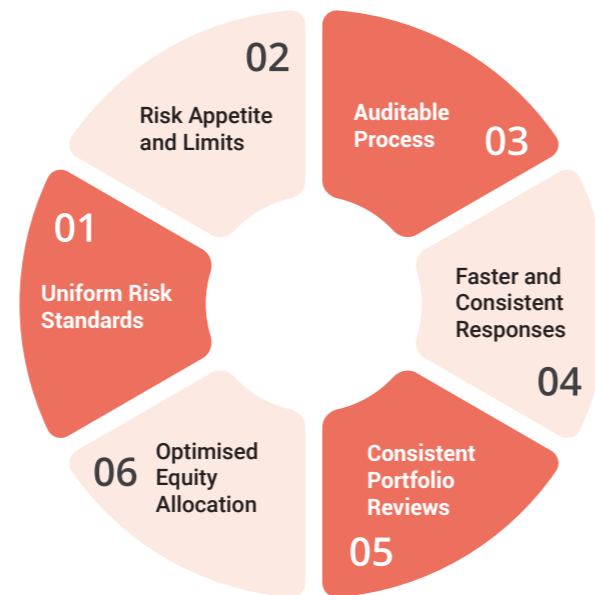 01
Uniform Risk
Standards
02
Risk Appetite
and Limits
03
Auditable
Process
04
Faster and
Consistent
Responses
05
Consistent
Portfolio
Reviews
06
Optimised
Equity
Allocation